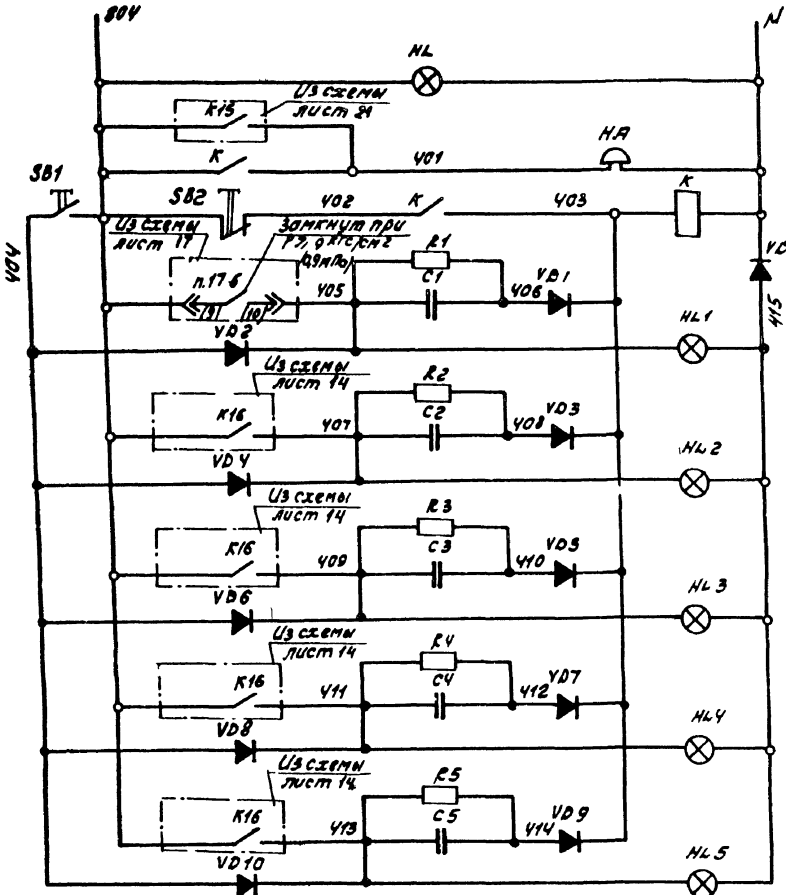 804
N
HL
Из схемы
лист 21
K15
K
401
HA
SB1
SB2
402
K
403
K
Из схемы
лист 17
Замкнут при
п.17.б
405
R1
C1
406
VD1
VD
404
/9/
/10/
415
VD2
HL1
Из схемы
лист 14
K16
407
R2
C2
408
VD3
VD4
HL2
Из схемы
лист 14
K16
409
R3
C3
410
VD5
VD6
HL3
Из схемы
лист 14
K16
411
R4
C4
412
VD7
VD8
HL4
Из схемы
лист 14
K16
413
R5
C5
414
VD9
VD10
HL5